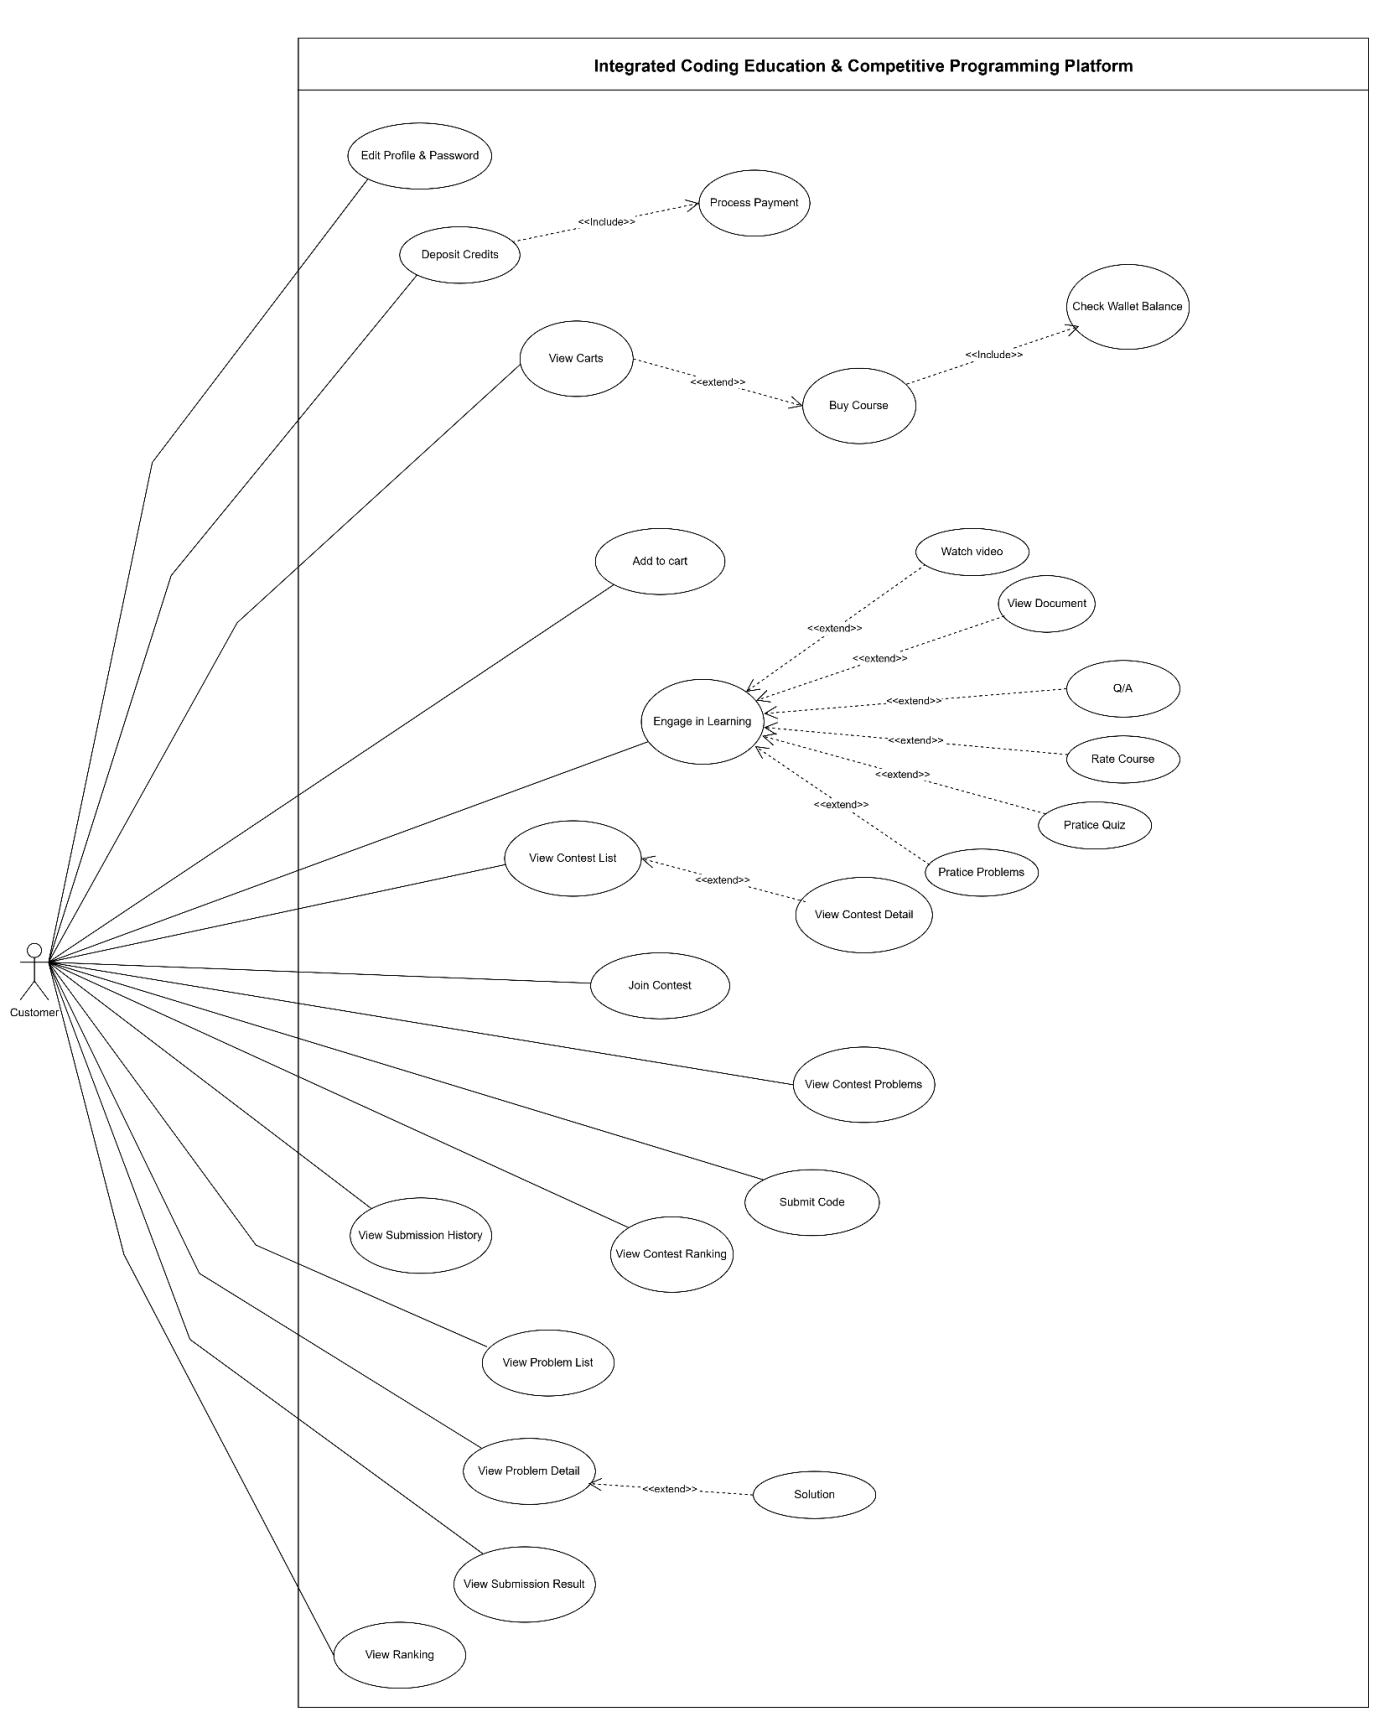 Integrated Coding Education & Competitive Programming Platform
Edit Profile & Password
Process Payment
<<Include>>
Deposit Credits
Check Wallet Balance
<<Include>>
View Carts
<<extend>>
Buy Course
Watch video
Add to cart
View Document
<<extend>>
<<extend>>
Q/A
<<extend>>
Engage in Learning
<<extend>>
Rate Course
<<extend>>
<<extend>>
Pratice Quiz
View Contest List
Pratice Problems
<<extend>>
View Contest Detail
Join Contest
Customer
View Contest Problems
Submit Code
View Submission History
View Contest Ranking
View Problem List
View Problem Detail
<<extend>>
Solution
View Submission Result
View Ranking